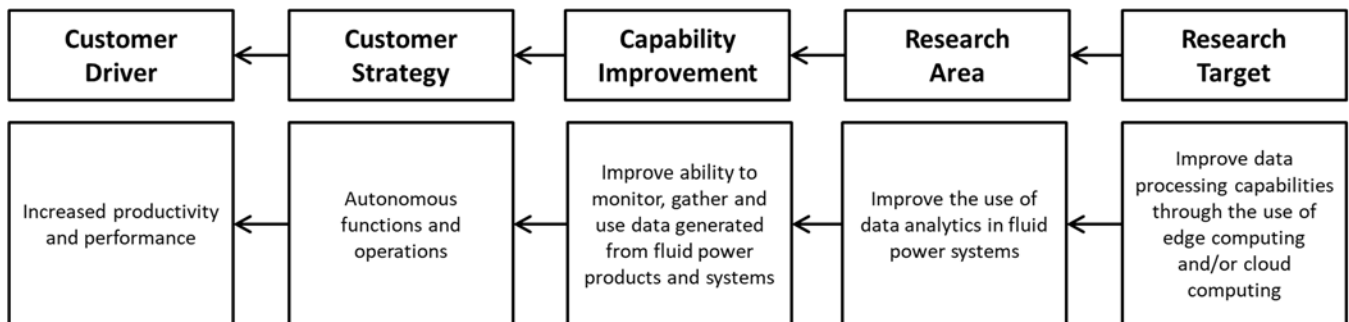 Customer
Driver
Customer
Strategy
Capability
Improvement
Research
Area
Research
Target
Increased productivity
and performance
Autonomous
functions and
operations
Improve ability to
monitor, gather and
use data generated
from fluid power
products and systems
Improve the use of
data analytics in fluid
power systems
Improve data
processing capabilities
through the use of
edge computing
and/or cloud
computing